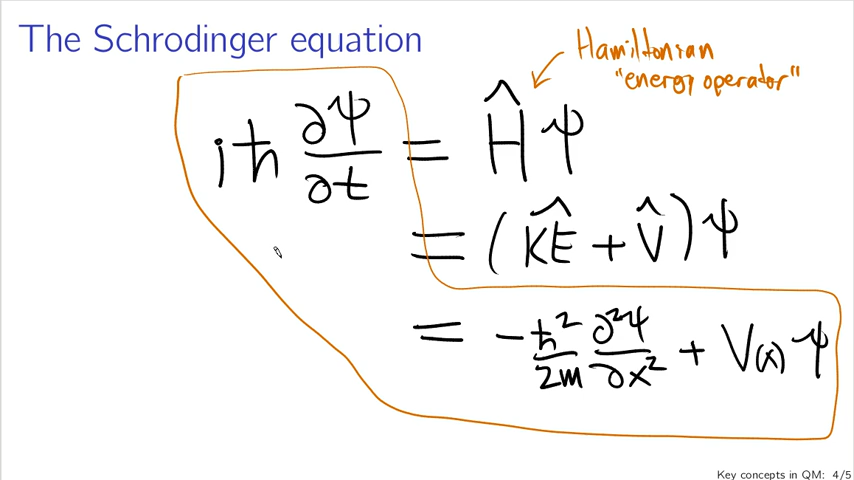 The Schrodinger equation
Hamiltonian
"energy operator"
iℏ ∂ψ/∂t = Ĥψ
= (K̂E + V̂)ψ
= -ℏ²/2m ∂²ψ/∂x² + V(x)ψ
Key concepts in QM: 4/5